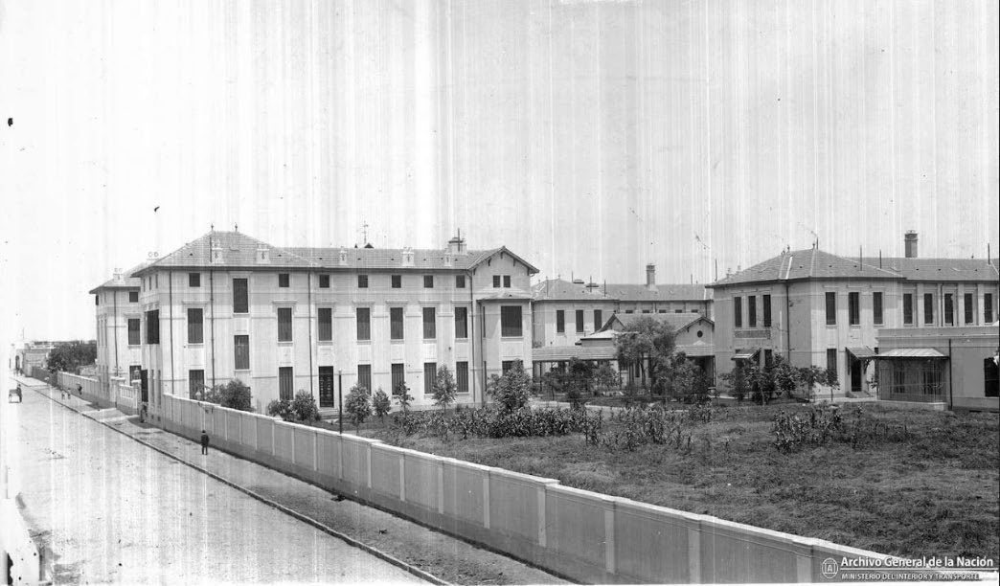 Archivo General de la Nación
MINISTERIO DEL INTERIOR Y TRANSPORTE